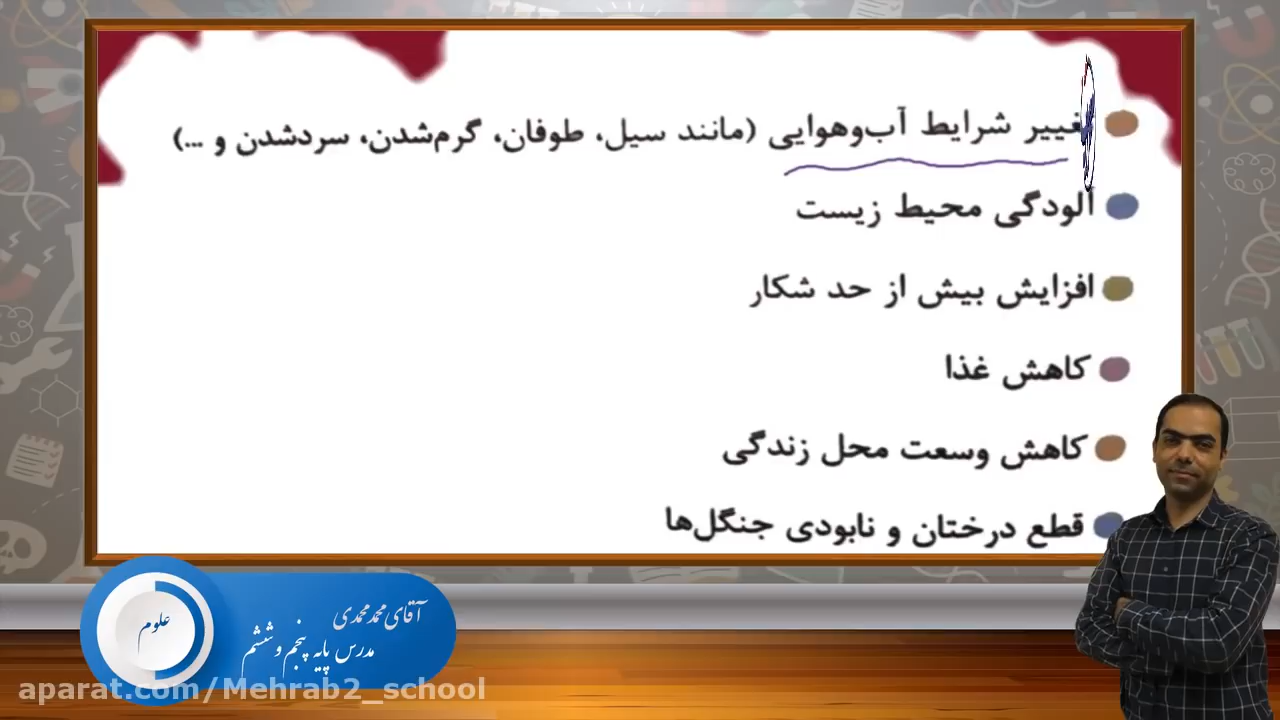 تغییر شرایط آب‌وهوایی (مانند سیل، طوفان، گرم‌شدن، سردشدن و ...)
آلودگی محیط زیست
افزایش بیش از حد شکار
کاهش غذا
کاهش وسعت محل زندگی
قطع درختان و نابودی جنگل‌ها
علوم
آقای محمد محمدی
مدرس پایه پنجم و ششم
aparat.com/Mehrab2_school